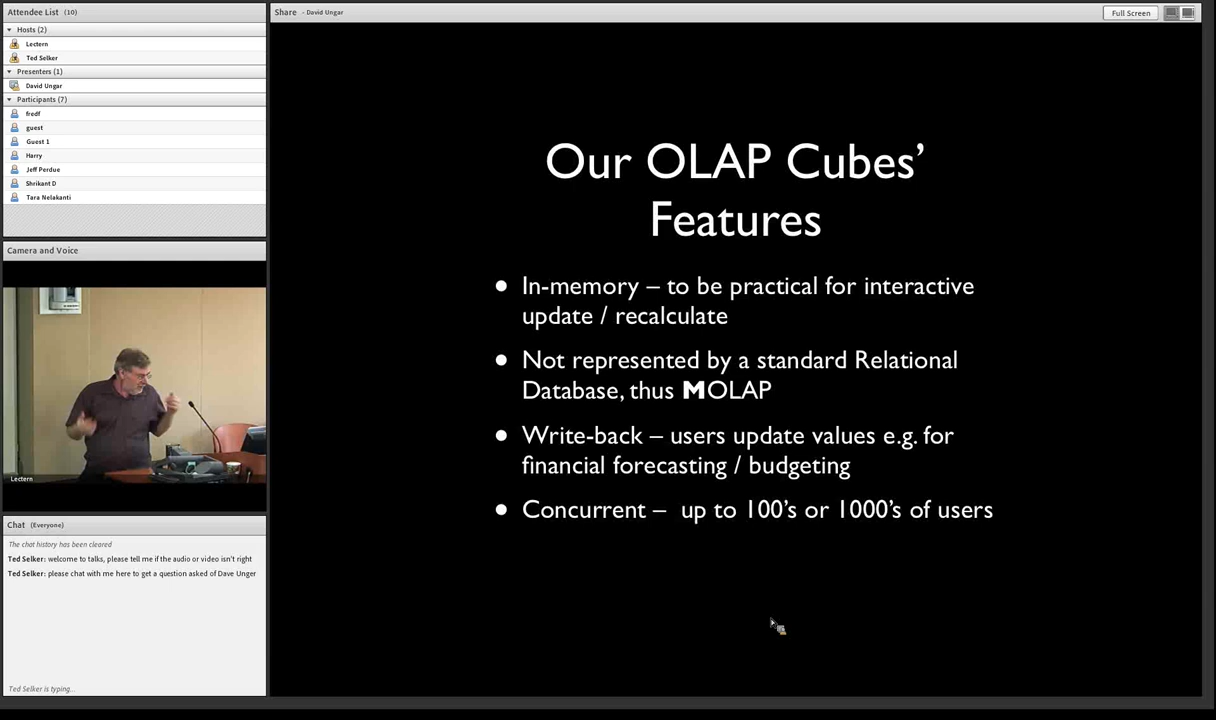 Attendee List (10)
Hosts (2)
Lectern
Ted Selker
Presenters (1)
David Ungar
Participants (7)
fredf
guest
Guest 1
Harry
Jeff Perdue
Shrikant D
Tara Nelakanti
Camera and Voice
Lectern
Chat (Everyone)
The chat history has been cleared
Ted Selker: welcome to talks, please tell me if the audio or video isn't right
Ted Selker: please chat with me here to get a question asked of Dave Unger
Ted Selker is typing...
Share - David Ungar
Full Screen
Our OLAP Cubes’
Features
• In-memory – to be practical for interactive
update / recalculate
• Not represented by a standard Relational
Database, thus MOLAP
• Write-back – users update values e.g. for
financial forecasting / budgeting
• Concurrent – up to 100’s or 1000’s of users